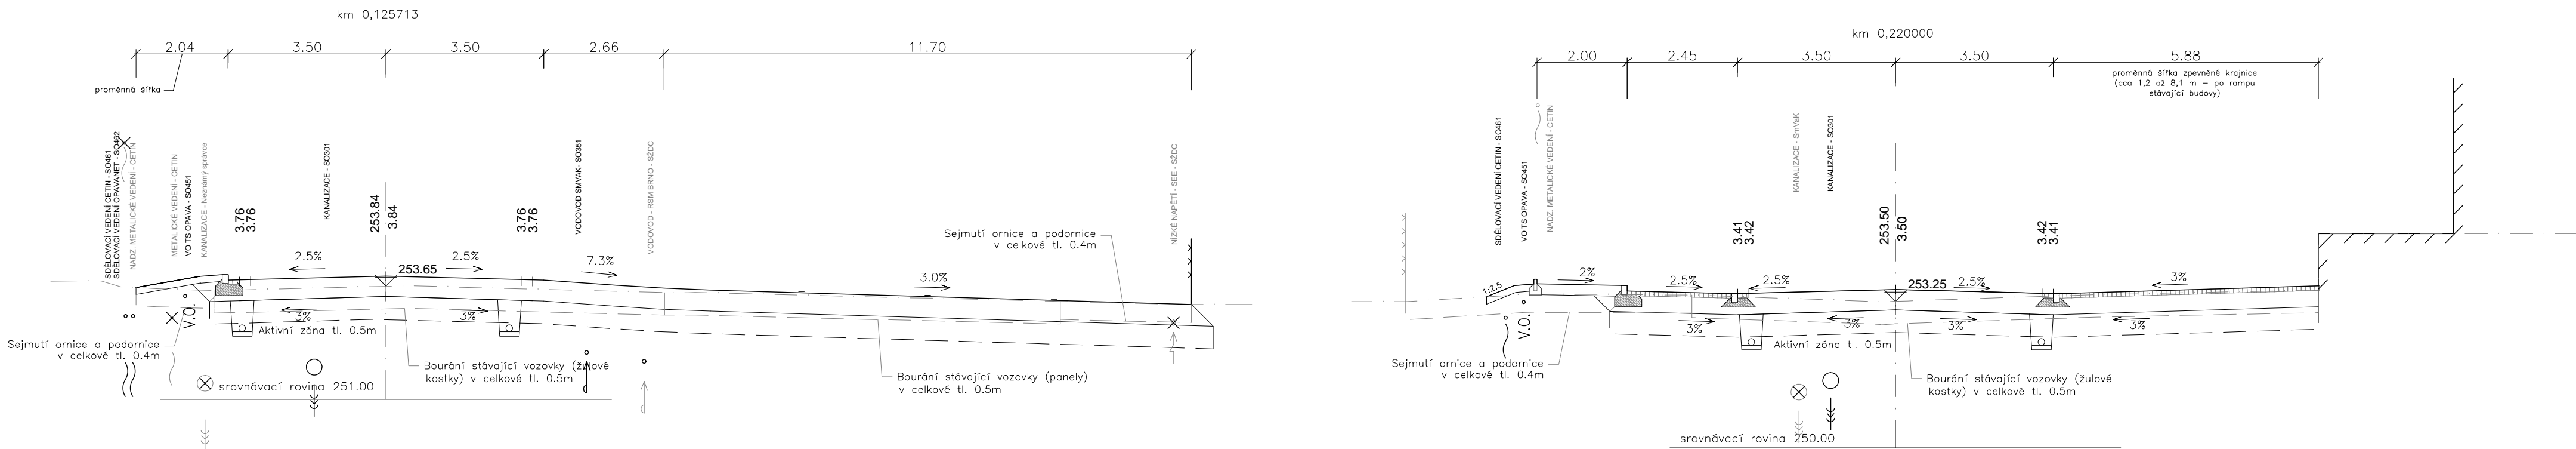 km 0,125713
2.04
3.50
3.50
2.66
11.70
proměnná šířka
SDĚLOVACÍ VEDENÍ CETIN - SO461
SDĚLOVACÍ VEDENÍ OPAVANET - SO462
NADZ. METALICKÉ VEDENÍ - CETIN
METALICKÉ VEDENÍ - CETIN
VO TS OPAVA - SO451
KANALIZACE - Neznámý správce
3.76
3.76
KANALIZACE - SO301
253.84
3.84
3.76
3.76
VODOVOD SMVAK- SO351
VODOVOD - RSM BRNO - SŽDC
NÍZKÉ NAPĚTÍ - SEE - SŽDC
Sejmutí ornice a podornice
v celkové tl. 0.4m
2.5%
253.65
2.5%
7.3%
3.0%
V.O.
3%
3%
Aktivní zóna tl. 0.5m
Sejmutí ornice a podornice
v celkové tl. 0.4m
Bourání stávající vozovky (žulové
kostky) v celkové tl. 0.5m
Bourání stávající vozovky (panely)
v celkové tl. 0.5m
srovnávací rovina 251.00
km 0,220000
2.00
2.45
3.50
3.50
5.88
proměnná šířka zpevněné krajnice
(cca 1,2 až 8,1 m – po rampu
stávající budovy)
SDĚLOVACÍ VEDENÍ CETIN - SO461
VO TS OPAVA - SO451
NADZ. METALICKÉ VEDENÍ - CETIN
3.41
3.42
KANALIZACE - SmVaK
KANALIZACE - SO301
253.50
3.50
3.42
3.41
1:2.5
2%
2.5%
2.5%
253.25
2.5%
3%
V.O.
3%
3%
3%
3%
Aktivní zóna tl. 0.5m
Sejmutí ornice a podornice
v celkové tl. 0.4m
Bourání stávající vozovky (žulové
kostky) v celkové tl. 0.5m
srovnávací rovina 250.00